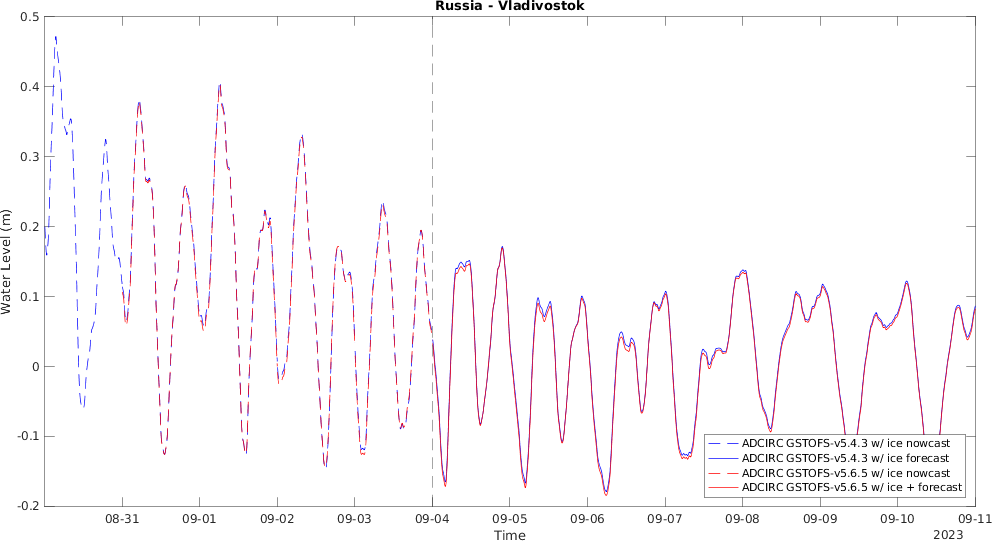 Russia - Vladivostok
0.5
0.4
0.3
0.2
0.1
0
-0.1
-0.2
Water Level (m)
ADCIRC GSTOFS-v5.4.3 w/ ice nowcast
ADCIRC GSTOFS-v5.4.3 w/ ice forecast
ADCIRC GSTOFS-v5.6.5 w/ ice nowcast
ADCIRC GSTOFS-v5.6.5 w/ ice + forecast
08-31 09-01 09-02 09-03 09-04 09-05 09-06 09-07 09-08 09-09 09-10 09-11
Time
2023